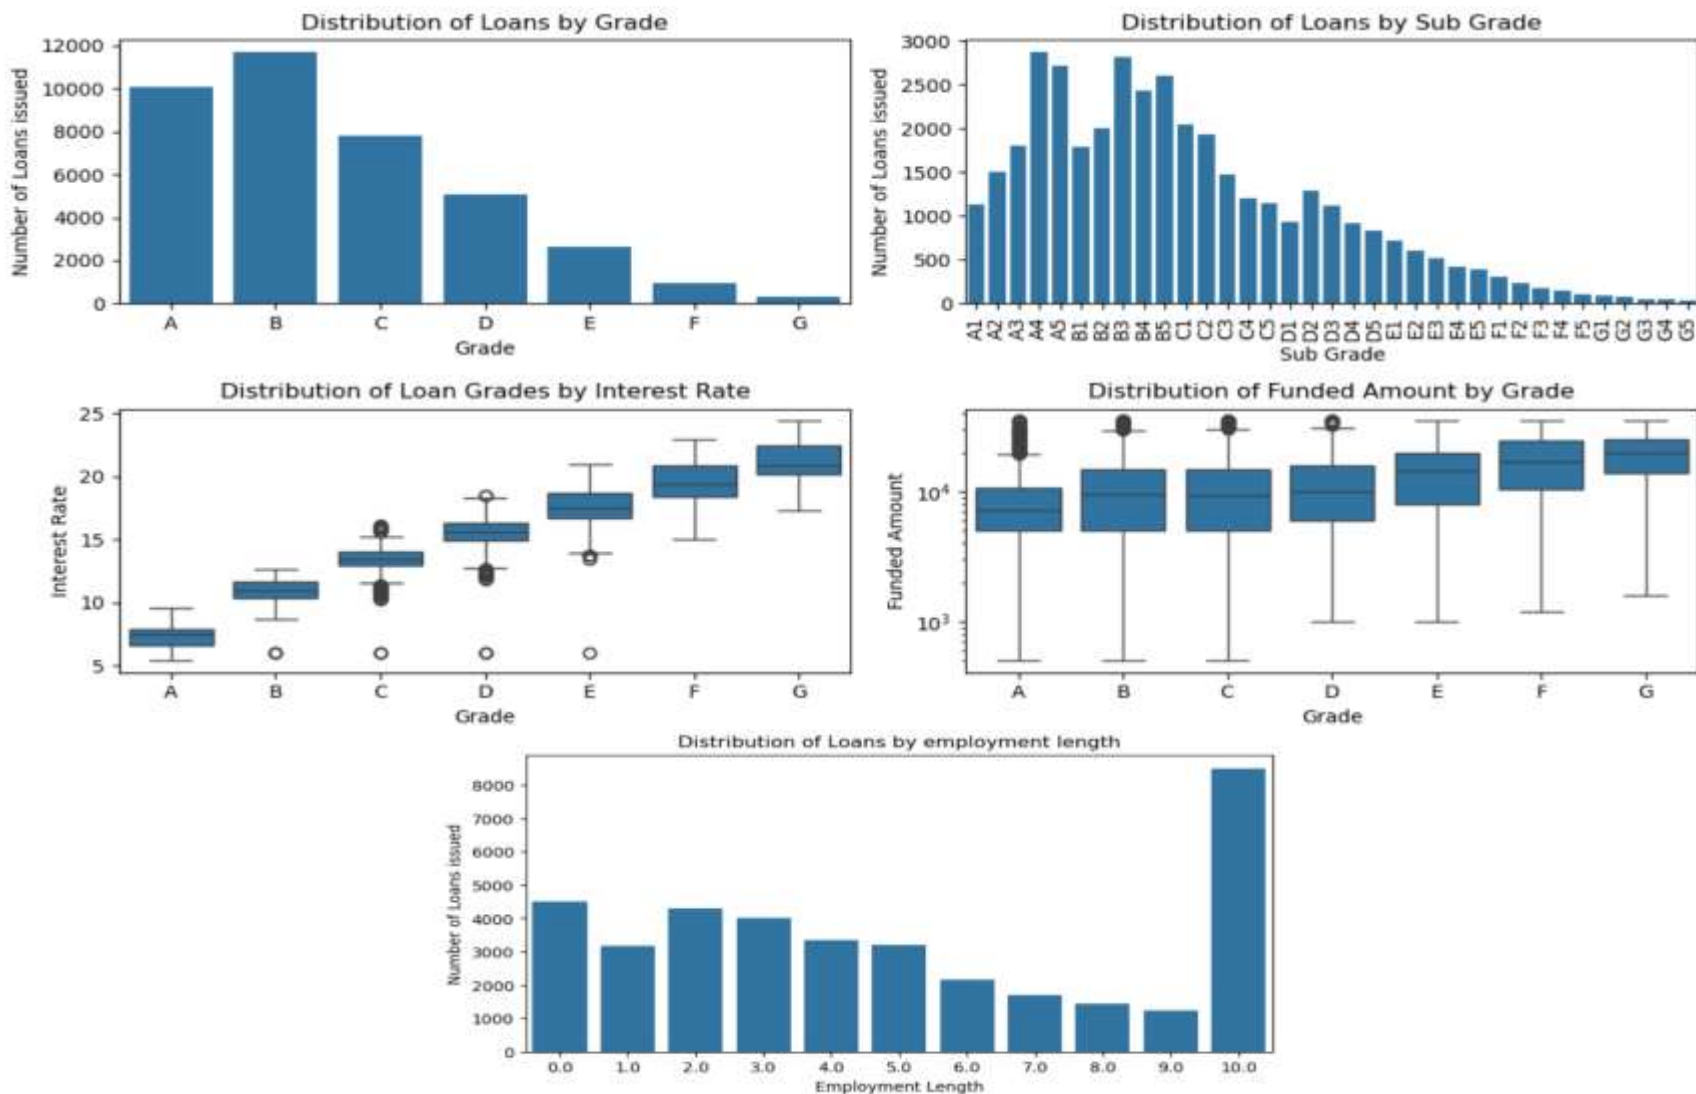 Distribution of Loans by Grade
Number of Loans issued
12000
10000
8000
6000
4000
2000
0
A B C D E F G
Grade
Distribution of Loans by Sub Grade
Number of Loans issued
3000
2500
2000
1500
1000
500
0
A1 A2 A3 A4 A5 B1 B2 B3 B4 B5 C1 C2 C3 C4 C5 D1 D2 D3 D4 D5 E1 E2 E3 E4 E5 F1 F2 F3 F4 F5 G1 G2 G3 G4 G5
Sub Grade
Distribution of Loan Grades by Interest Rate
Interest Rate
25
20
15
10
5
A B C D E F G
Grade
Distribution of Funded Amount by Grade
Funded Amount
10⁴
10³
A B C D E F G
Grade
Distribution of Loans by employment length
Number of Loans issued
8000
7000
6000
5000
4000
3000
2000
1000
0
0.0 1.0 2.0 3.0 4.0 5.0 6.0 7.0 8.0 9.0 10.0
Employment Length